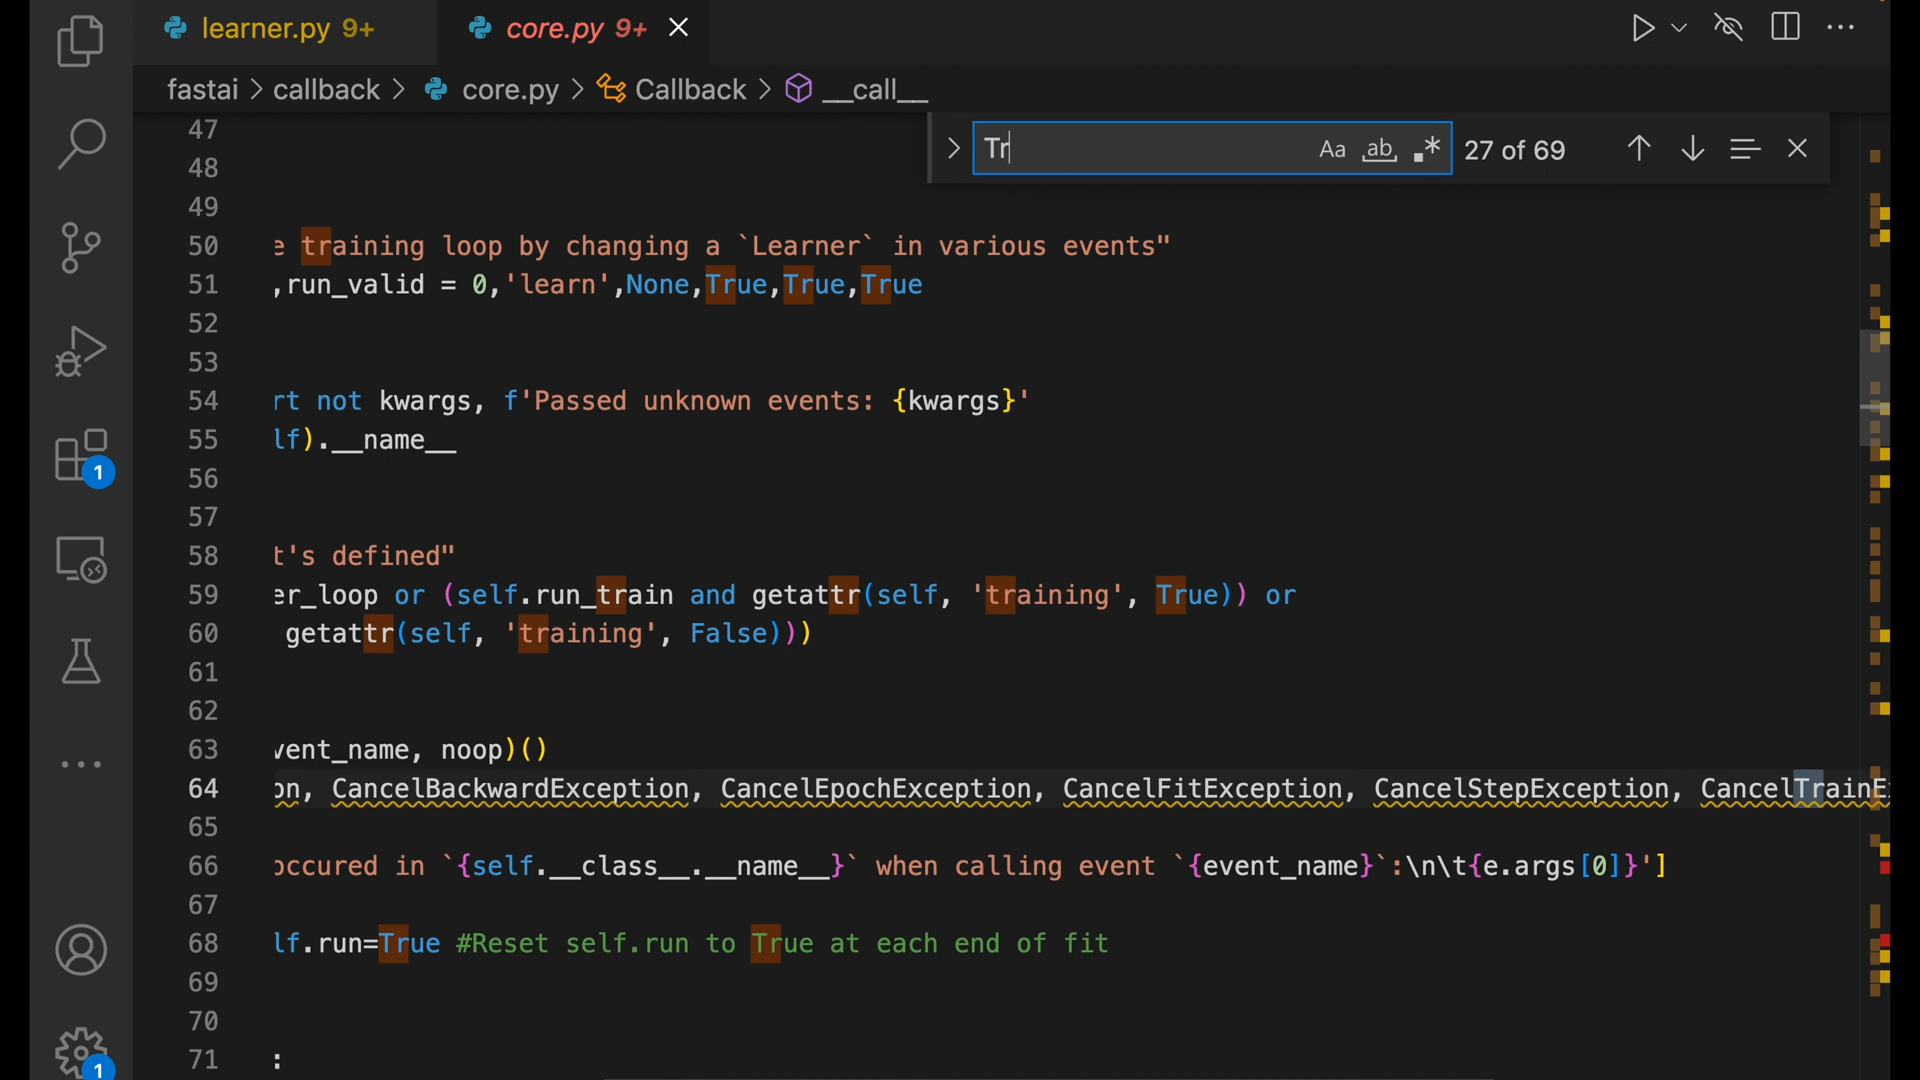 learner.py 9+
core.py 9+
fastai > callback > core.py > Callback > __call__
Tr
Aa ab .*
27 of 69
47
48
49
50 e training loop by changing a `Learner` in various events"
51 ,run_valid = 0,'learn',None,True,True,True
52
53
54 rt not kwargs, f'Passed unknown events: {kwargs}'
55 lf).__name__
56
57
58 t's defined"
59 er_loop or (self.run_train and getattr(self, 'training', True)) or
60 getattr(self, 'training', False)))
61
62
63 vent_name, noop)()
64 on, CancelBackwardException, CancelEpochException, CancelFitException, CancelStepException, CancelTrainE
65
66 occured in `{self.__class__.__name__}` when calling event `{event_name}`:\n\t{e.args[0]}']
67
68 lf.run=True #Reset self.run to True at each end of fit
69
70
71 :
1
1